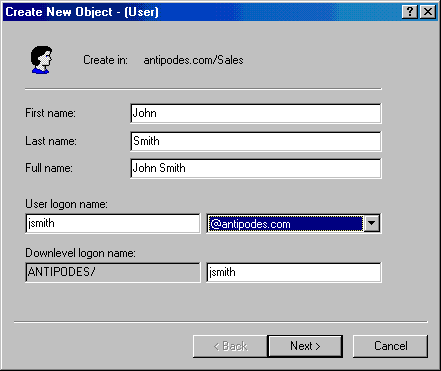 Create New Object - (User)
Create in: antipodes.com/Sales
First name: John
Last name: Smith
Full name: John Smith
User logon name:
jsmith @antipodes.com
Downlevel logon name:
ANTIPODES/ jsmith
< Back Next > Cancel